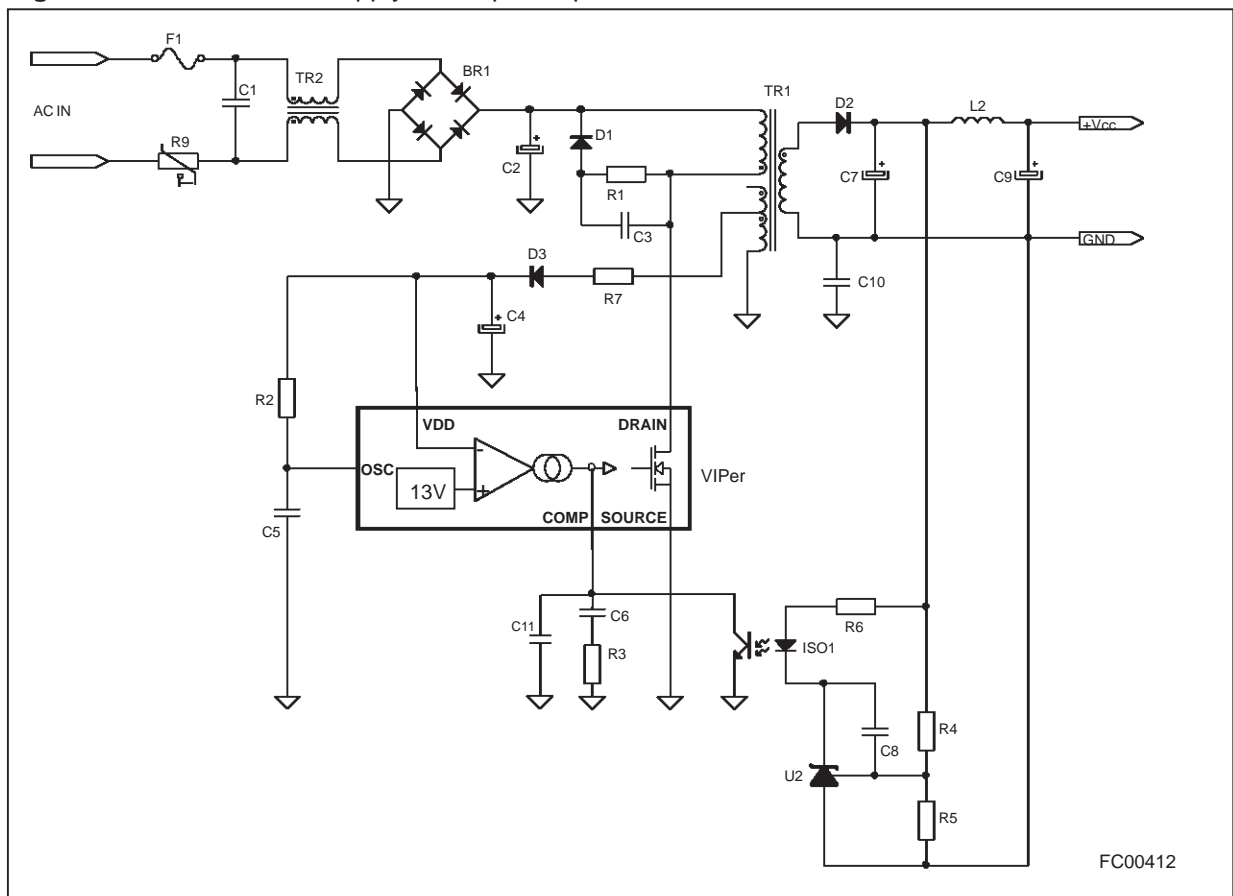 F1
TR2
BR1
C1
AC IN
R9
C2
D1
R1
C3
TR1
D2
L2
+Vcc
C7
C9
GND
C10
D3
R7
C4
R2
VDD
DRAIN
OSC
-
13V
+
VIPer
COMP
SOURCE
C5
C11
C6
R3
R6
ISO1
C8
R4
U2
R5
FC00412